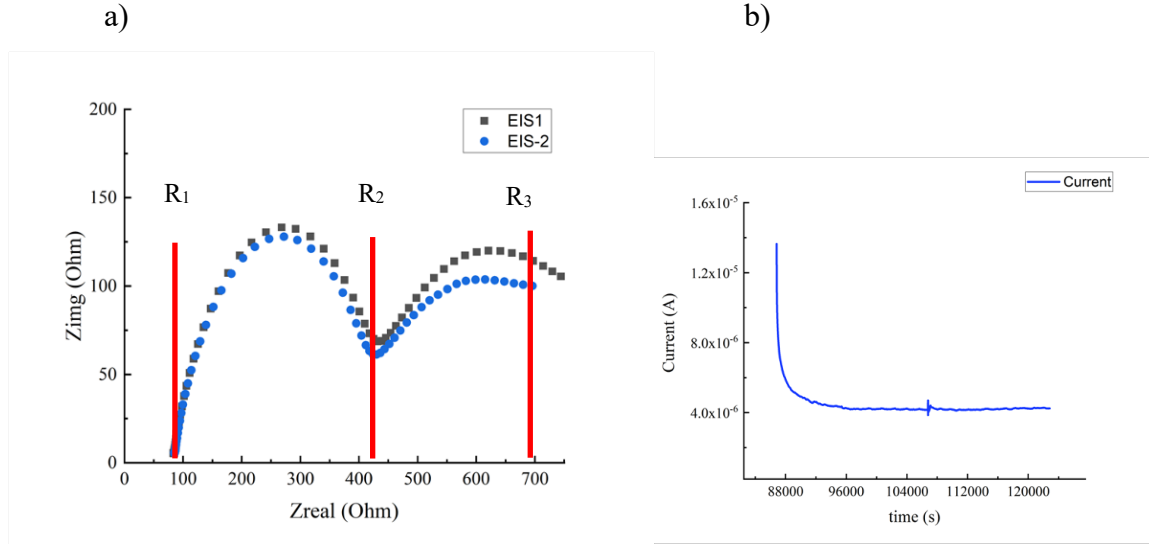 a)
b)
EIS1
EIS-2
R₁
R₂
R₃
200
150
100
50
0
Zimg (Ohm)
0 100 200 300 400 500 600 700
Zreal (Ohm)
Current
1.6x10⁻⁵
1.2x10⁻⁵
8.0x10⁻⁶
4.0x10⁻⁶
Current (A)
88000 96000 104000 112000 120000
time (s)